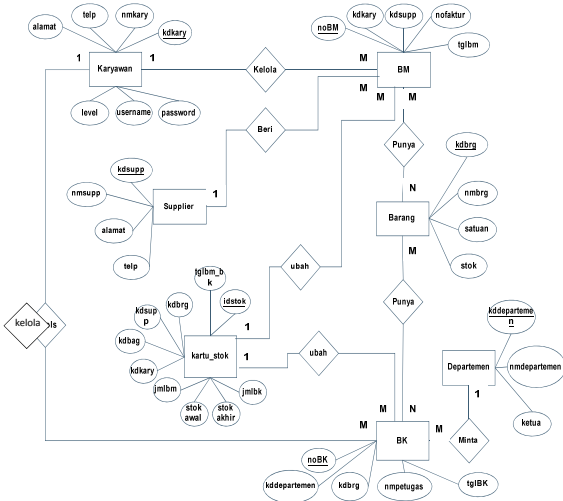 telp
nmkary
alamat
kdkary
kdkary
kdsupp
nofaktur
noBM
tglbm
1
Karyawan
1
Kelola
M
BM
M
M
M
level
username
password
Beri
Punya
kdbrg
kdsupp
nmsupp
Supplier
1
N
nmbrg
Barang
satuan
alamat
M
stok
telp
ubah
tglbm_b
k
idstok
kdsup
p
kdbrg
Punya
kddeparteme
n
kelola
ls
kdbag
1
kartu_stok
1
ubah
kdkary
Departemen
nmdepartemen
jmlbm
jmlbk
1
stok
awal
stok
akhir
ketua
M
N
M
BK
M
Minta
noBK
kddepartemen
kdbrg
nmpetugas
tglBK